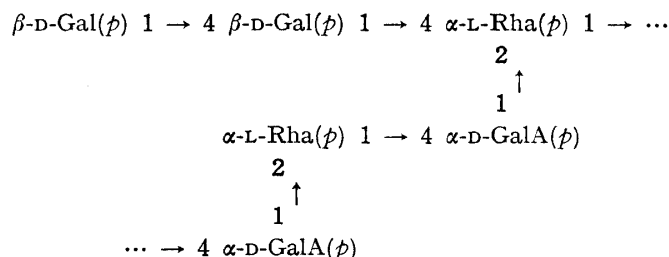 β-D-Gal(p) 1 → 4 β-D-Gal(p) 1 → 4 α-L-Rha(p) 1 → ⋯
2
↑
1
α-L-Rha(p) 1 → 4 α-D-GalA(p)
2
↑
1
⋯ → 4 α-D-GalA(p)